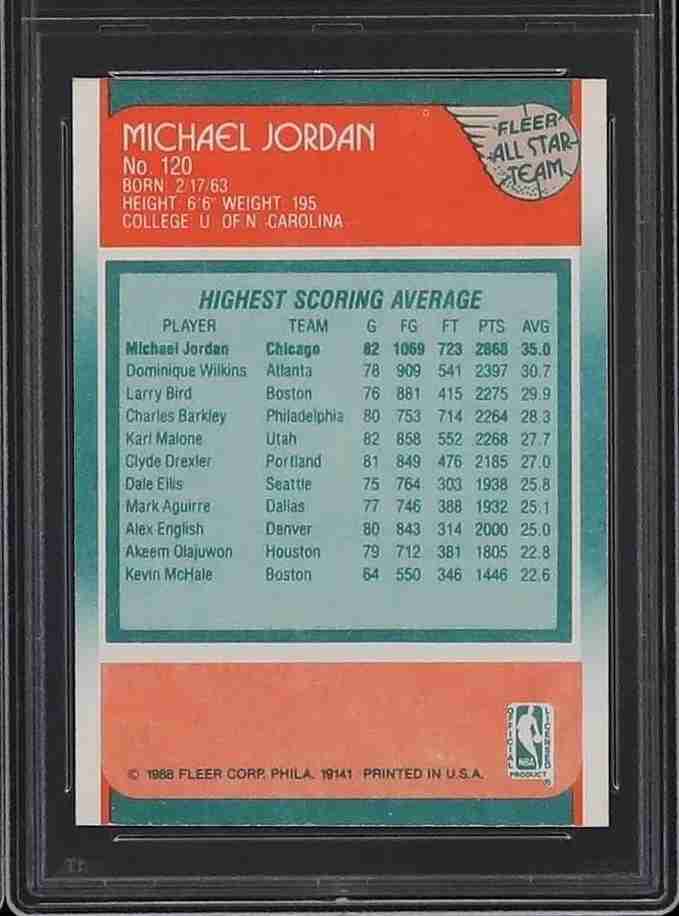 MICHAEL JORDAN
No. 120
BORN: 2/17/63
HEIGHT: 6'6" WEIGHT: 195
COLLEGE: U. OF N. CAROLINA
FLEER
ALL STAR
TEAM
HIGHEST SCORING AVERAGE
PLAYER TEAM G FG FT PTS AVG
Michael Jordan Chicago 82 1069 723 2868 35.0
Dominique Wilkins Atlanta 78 909 541 2397 30.7
Larry Bird Boston 76 881 415 2275 29.9
Charles Barkley Philadelphia 80 753 714 2264 28.3
Karl Malone Utah 82 858 552 2268 27.7
Clyde Drexler Portland 81 849 476 2185 27.0
Dale Ellis Seattle 75 764 303 1938 25.8
Mark Aguirre Dallas 77 746 388 1932 25.1
Alex English Denver 80 843 314 2000 25.0
Akeem Olajuwon Houston 79 712 381 1805 22.8
Kevin McHale Boston 64 550 346 1446 22.6
OFFICIAL LICENSED
NBA
PRODUCT ®
© 1988 FLEER CORP. PHILA. 19141 PRINTED IN U.S.A.